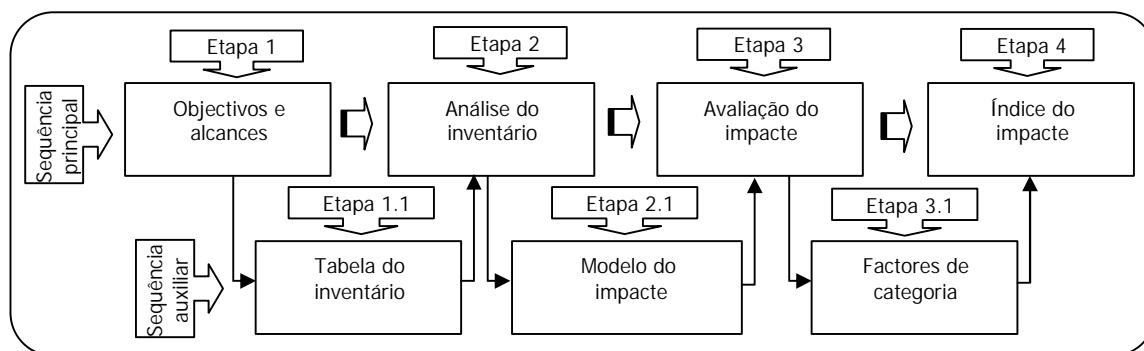 Etapa 1
Etapa 2
Etapa 3
Etapa 4
Sequência
principal
Objectivos e
alcances
Análise do
inventário
Avaliação do
impacte
Índice do
impacte
Etapa 1.1
Etapa 2.1
Etapa 3.1
Sequência
auxiliar
Tabela do
inventário
Modelo do
impacte
Factores de
categoria